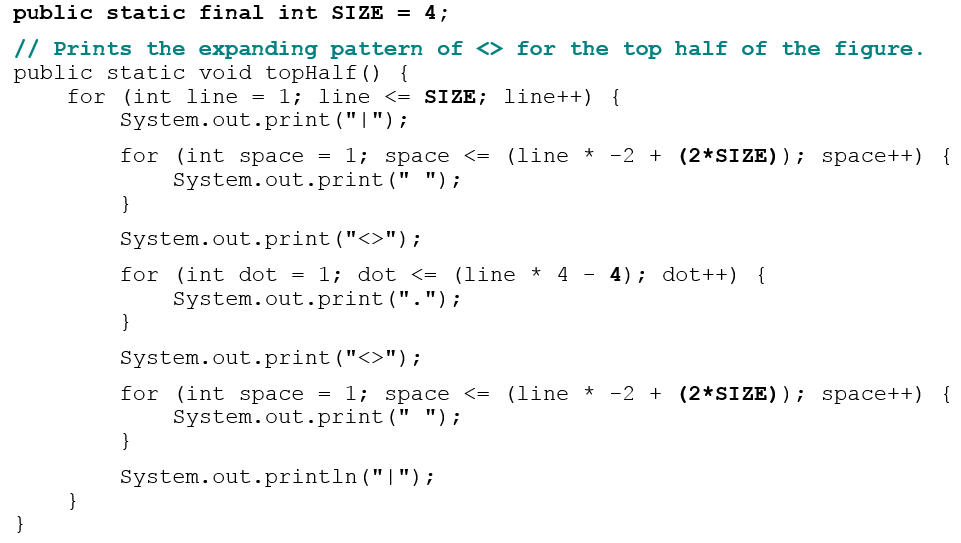 public static final int SIZE = 4;
// Prints the expanding pattern of <> for the top half of the figure.
public static void topHalf() {
    for (int line = 1; line <= SIZE; line++) {
        System.out.print("|");
        for (int space = 1; space <= (line * -2 + (2*SIZE)); space++) {
            System.out.print(" ");
        }
        System.out.print("<>");
        for (int dot = 1; dot <= (line * 4 - 4); dot++) {
            System.out.print(".");
        }
        System.out.print("<>");
        for (int space = 1; space <= (line * -2 + (2*SIZE)); space++) {
            System.out.print(" ");
        }
        System.out.println("|");
    }
}